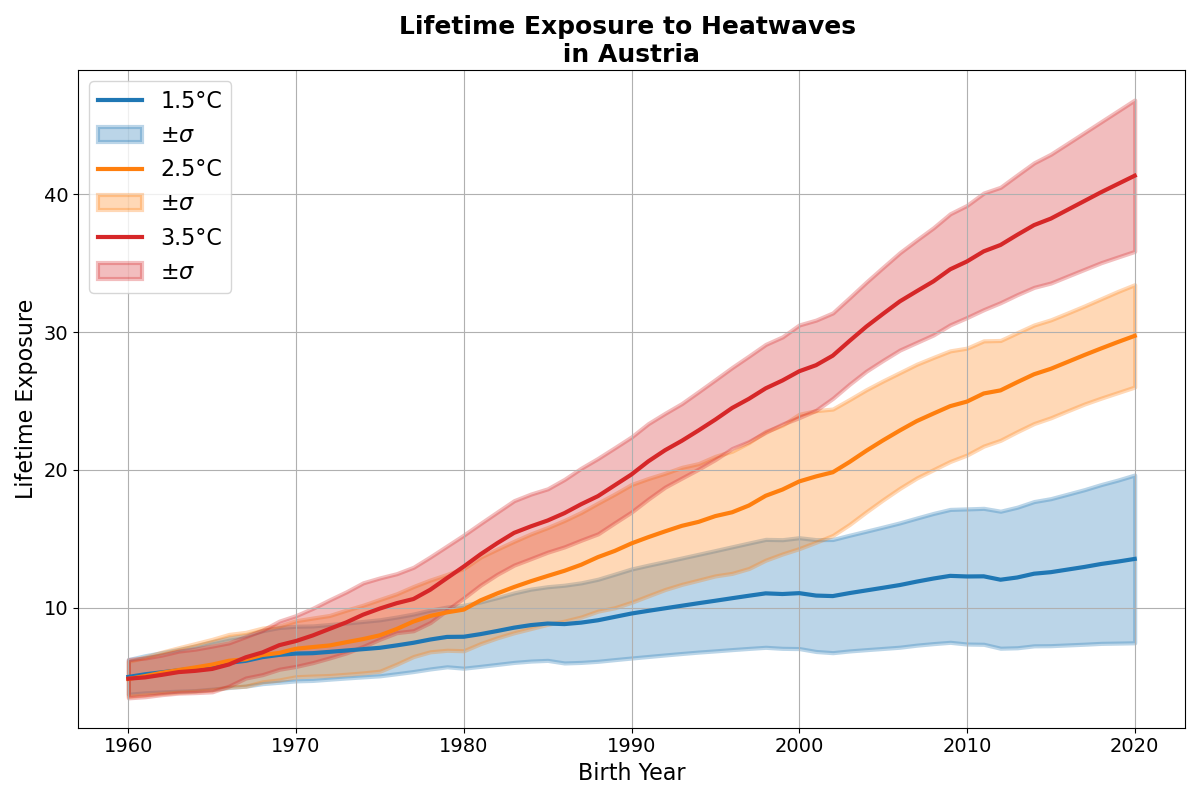 Lifetime Exposure to Heatwaves
in Austria
1.5°C
±σ
2.5°C
±σ
3.5°C
±σ
Lifetime Exposure
40
30
20
10
1960 1970 1980 1990 2000 2010 2020
Birth Year